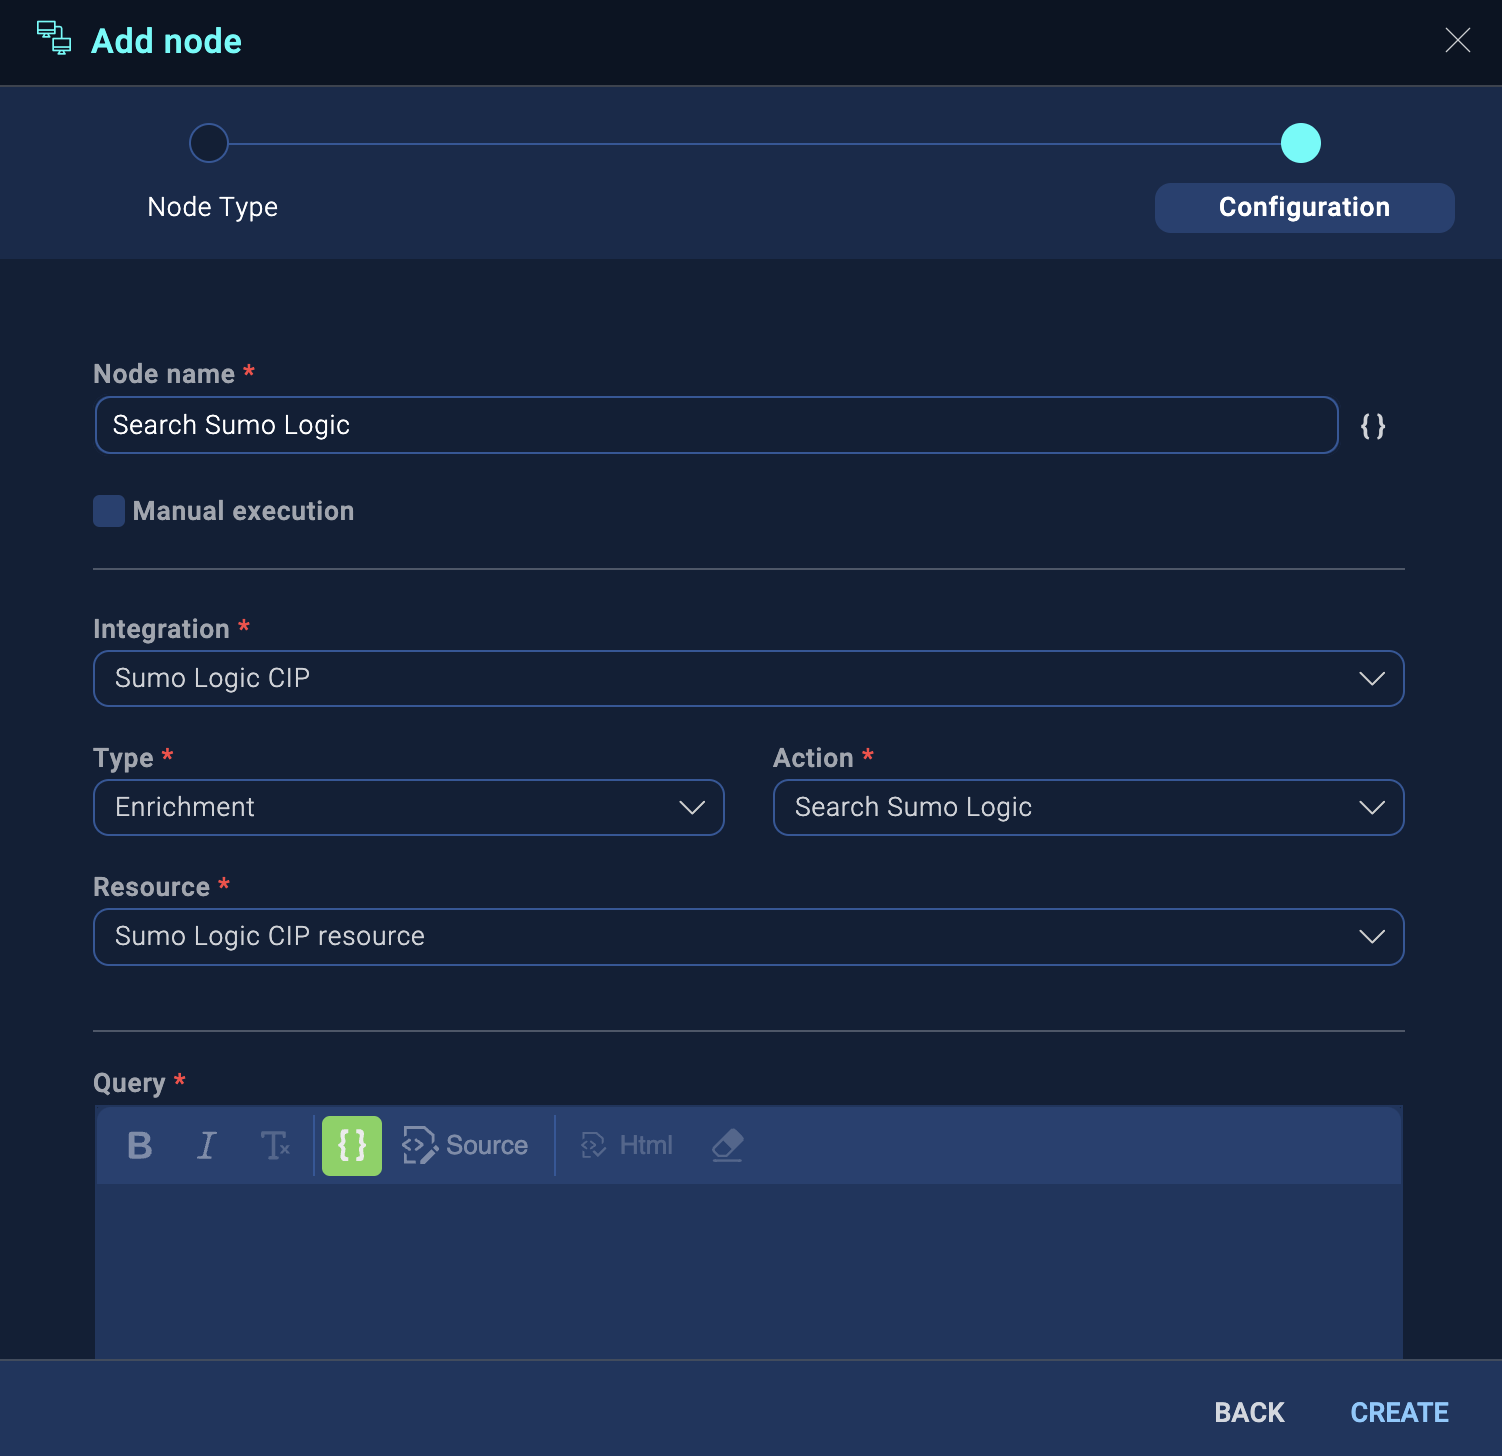 Add node
Node Type
Configuration
Node name *
Search Sumo Logic
{ }
Manual execution
Integration *
Sumo Logic CIP
Type *
Action *
Enrichment
Search Sumo Logic
Resource *
Sumo Logic CIP resource
Query *
B I Tx { } Source Html
BACK CREATE